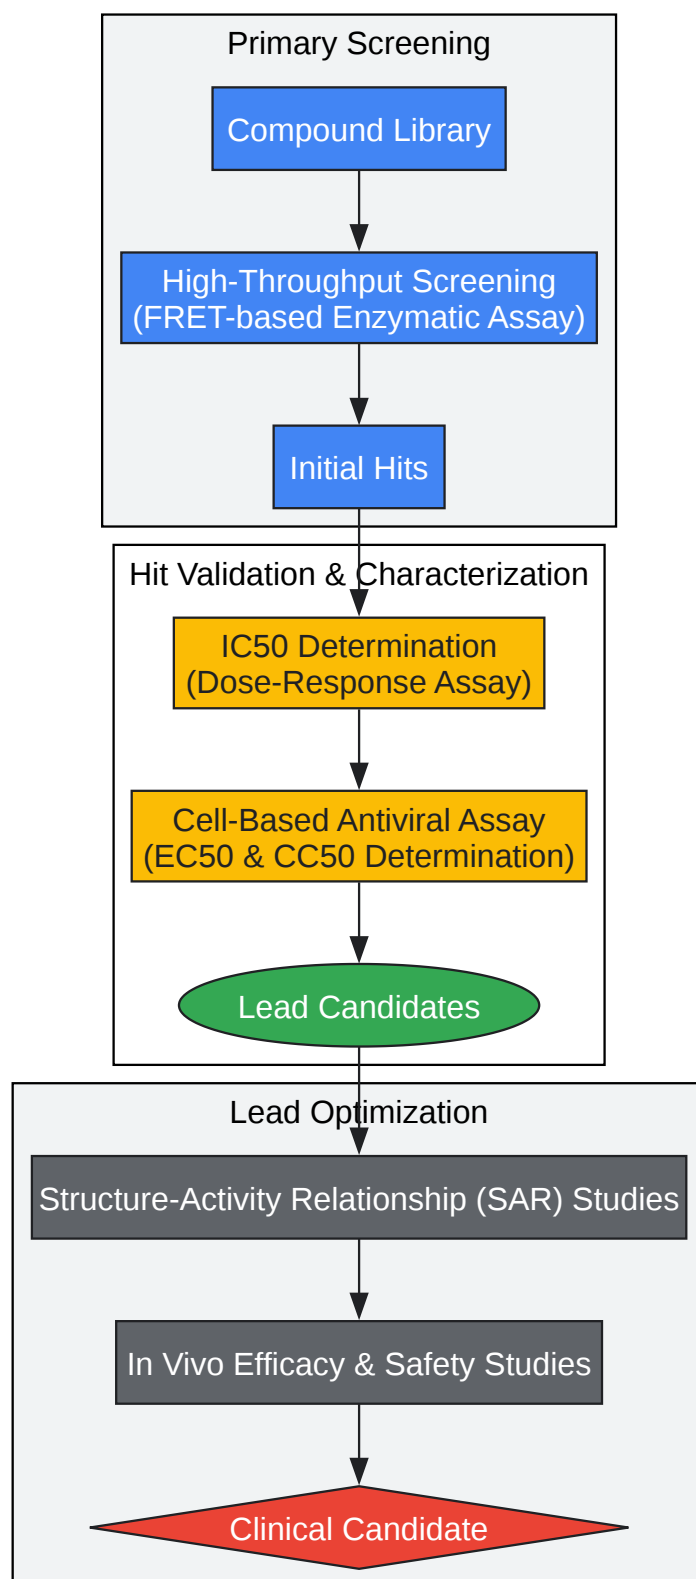 Primary Screening
Compound Library
High-Throughput Screening
(FRET-based Enzymatic Assay)
Initial Hits
Hit Validation & Characterization
IC50 Determination
(Dose-Response Assay)
Cell-Based Antiviral Assay
(EC50 & CC50 Determination)
Lead Candidates
Lead Optimization
Structure-Activity Relationship (SAR) Studies
In Vivo Efficacy & Safety Studies
Clinical Candidate